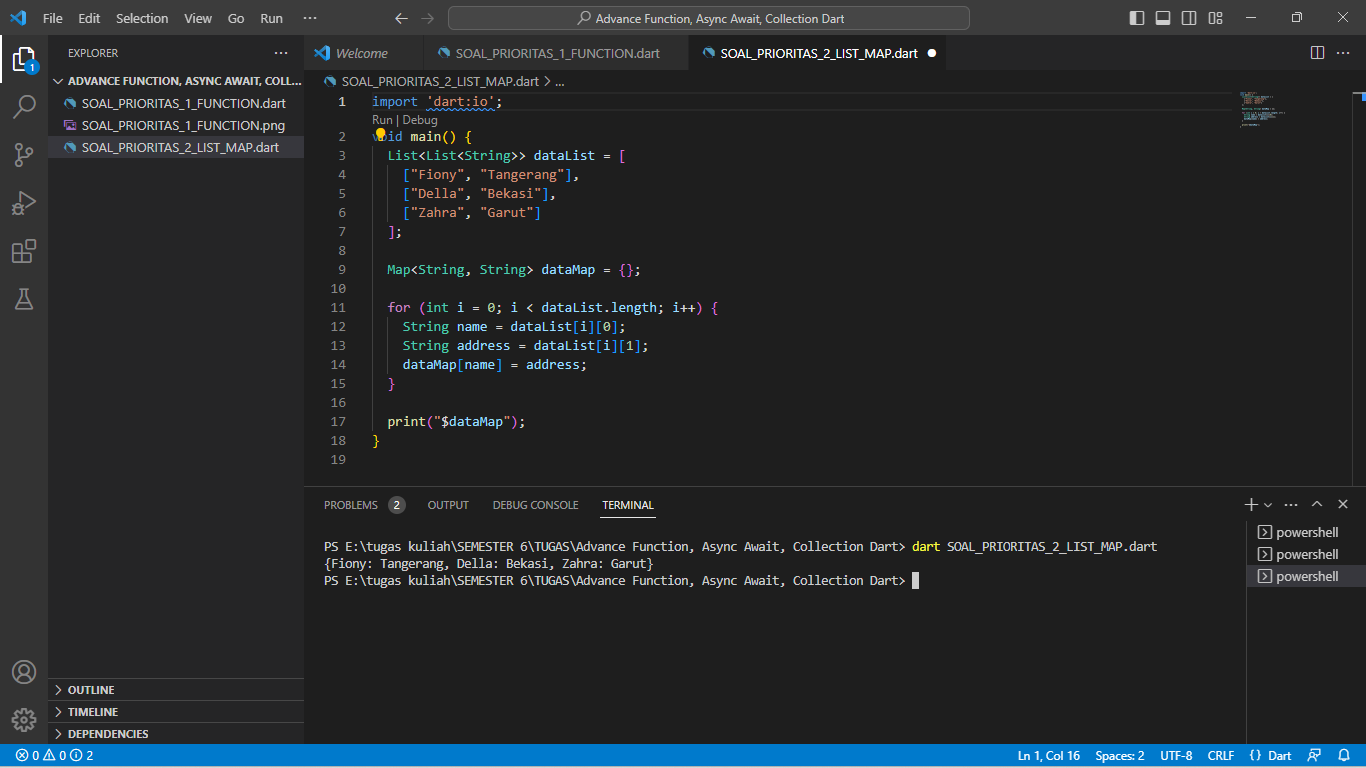 File Edit Selection View Go Run ··· Advance Function, Async Await, Collection Dart
EXPLORER ···
ADVANCE FUNCTION, ASYNC AWAIT, COLL...
SOAL_PRIORITAS_1_FUNCTION.dart
SOAL_PRIORITAS_1_FUNCTION.png
SOAL_PRIORITAS_2_LIST_MAP.dart
1
OUTLINE
TIMELINE
DEPENDENCIES
Welcome SOAL_PRIORITAS_1_FUNCTION.dart SOAL_PRIORITAS_2_LIST_MAP.dart ●
SOAL_PRIORITAS_2_LIST_MAP.dart > ...
1 import 'dart:io';
Run | Debug
2 void main() {
3 List<List<String>> dataList = [
4 ["Fiony", "Tangerang"],
5 ["Della", "Bekasi"],
6 ["Zahra", "Garut"]
7 ];
8
9 Map<String, String> dataMap = {};
10
11 for (int i = 0; i < dataList.length; i++) {
12 String name = dataList[i][0];
13 String address = dataList[i][1];
14 dataMap[name] = address;
15 }
16
17 print("$dataMap");
18 }
19
PROBLEMS 2 OUTPUT DEBUG CONSOLE TERMINAL
PS E:\tugas kuliah\SEMESTER 6\TUGAS\Advance Function, Async Await, Collection Dart> dart SOAL_PRIORITAS_2_LIST_MAP.dart
{Fiony: Tangerang, Della: Bekasi, Zahra: Garut}
PS E:\tugas kuliah\SEMESTER 6\TUGAS\Advance Function, Async Await, Collection Dart>
powershell
powershell
powershell
0 0 2 Ln 1, Col 16 Spaces: 2 UTF-8 CRLF {} Dart